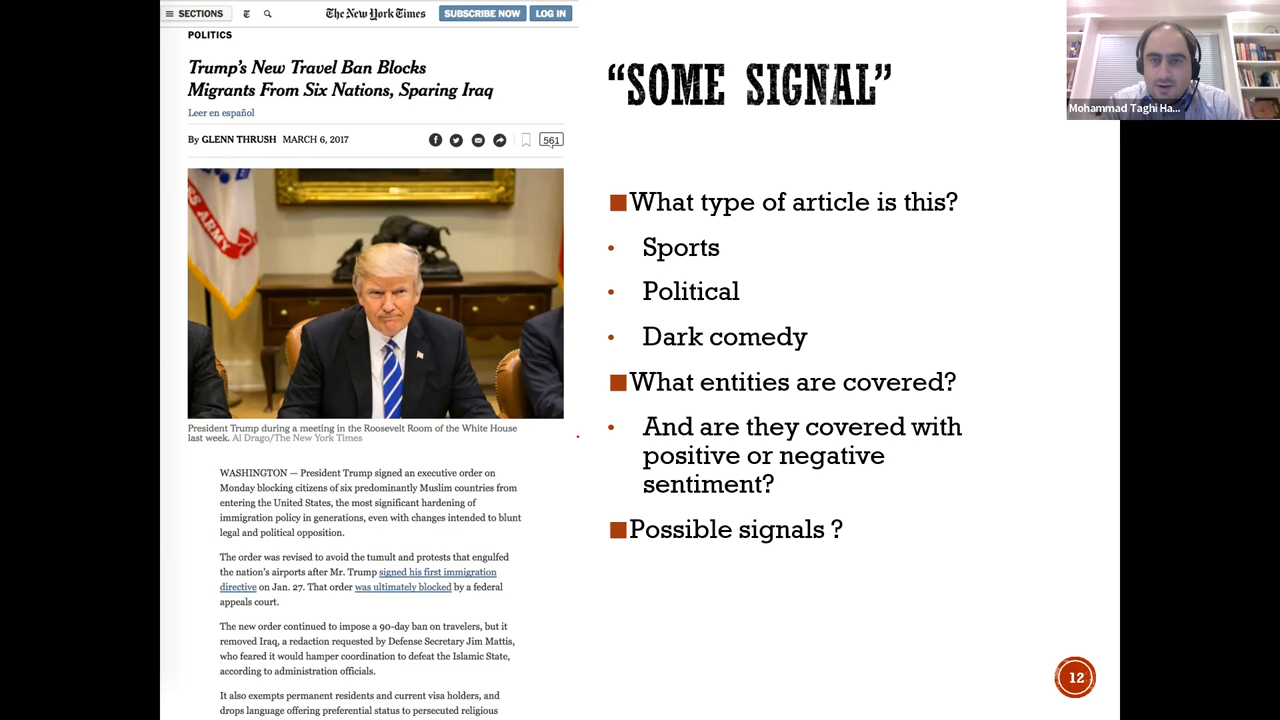 SECTIONS
The New York Times
SUBSCRIBE NOW
LOG IN
POLITICS
Trump's New Travel Ban Blocks
Migrants From Six Nations, Sparing Iraq
Leer en español
By GLENN THRUSH MARCH 6, 2017
561
President Trump during a meeting in the Roosevelt Room of the White House
last week. Al Drago/The New York Times
WASHINGTON — President Trump signed an executive order on
Monday blocking citizens of six predominantly Muslim countries from
entering the United States, the most significant hardening of
immigration policy in generations, even with changes intended to blunt
legal and political opposition.
The order was revised to avoid the tumult and protests that engulfed
the nation's airports after Mr. Trump signed his first immigration
directive on Jan. 27. That order was ultimately blocked by a federal
appeals court.
The new order continued to impose a 90-day ban on travelers, but it
removed Iraq, a redaction requested by Defense Secretary Jim Mattis,
who feared it would hamper coordination to defeat the Islamic State,
according to administration officials.
It also exempts permanent residents and current visa holders, and
drops language offering preferential status to persecuted religious
"SOME SIGNAL"
What type of article is this?
• Sports
• Political
• Dark comedy
What entities are covered?
• And are they covered with
positive or negative
sentiment?
Possible signals ?
12
Mohammad Taghi Ha...